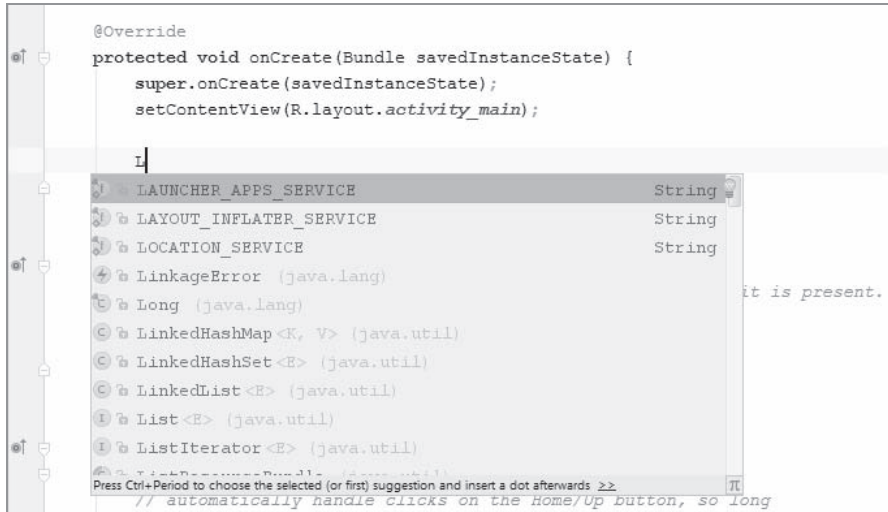 @Override
protected void onCreate(Bundle savedInstanceState) {
super.onCreate(savedInstanceState);
setContentView(R.layout.activity_main);
L
LAUNCHER_APPS_SERVICE String
LAYOUT_INFLATER_SERVICE String
LOCATION_SERVICE String
LinkageError (java.lang)
it is present.
Long (java.lang)
LinkedHashMap<K, V> (java.util)
LinkedHashSet<E> (java.util)
LinkedList<E> (java.util)
List<E> (java.util)
ListIterator<E> (java.util)
Press Ctrl+Period to choose the selected (or first) suggestion and insert a dot afterwards >> π
// automatically handle clicks on the Home/Up button, so long